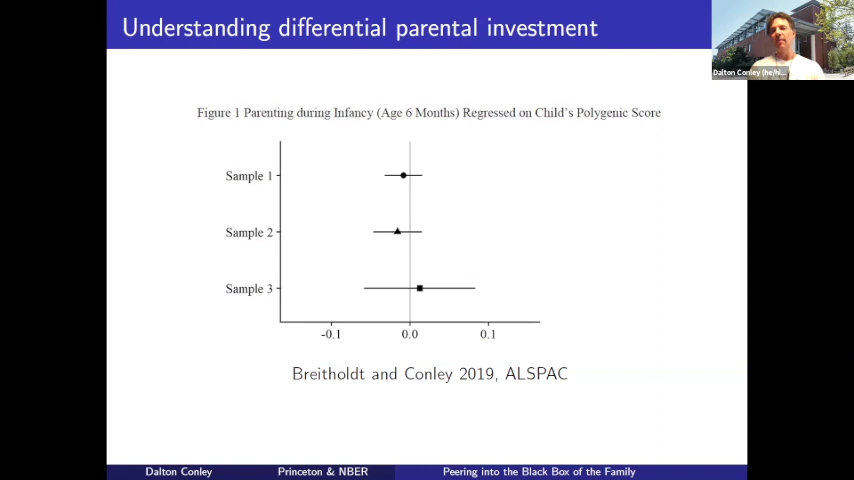 Understanding differential parental investment
Dalton Conley (he/hi...
Figure 1 Parenting during Infancy (Age 6 Months) Regressed on Child's Polygenic Score
Sample 1
Sample 2
Sample 3
-0.1 0.0 0.1
Breitholdt and Conley 2019, ALSPAC
Dalton Conley Princeton & NBER Peering into the Black Box of the Family